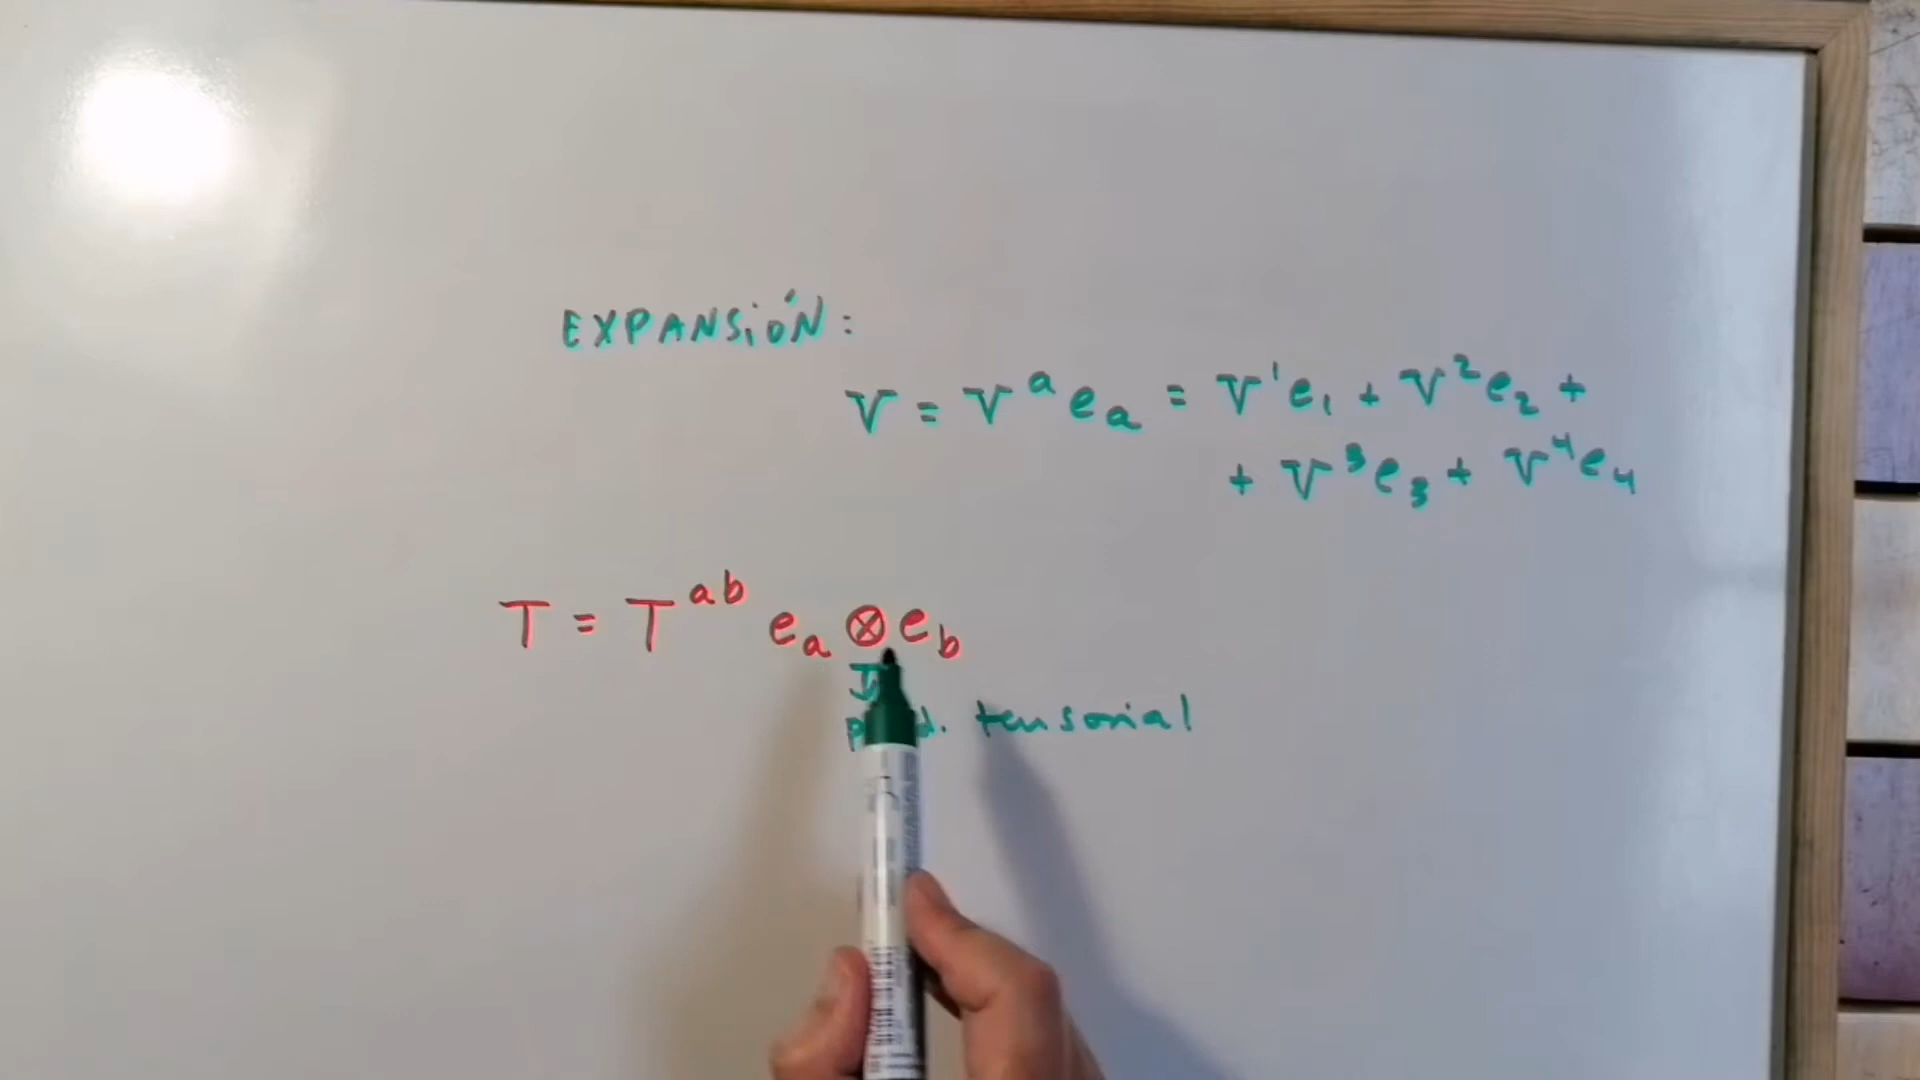 EXPANSIÓN:
V = V^a e_a = V^1 e_1 + V^2 e_2 +
+ V^3 e_3 + V^4 e_4
T = T^{ab} e_a ⊗ e_b
tensorial